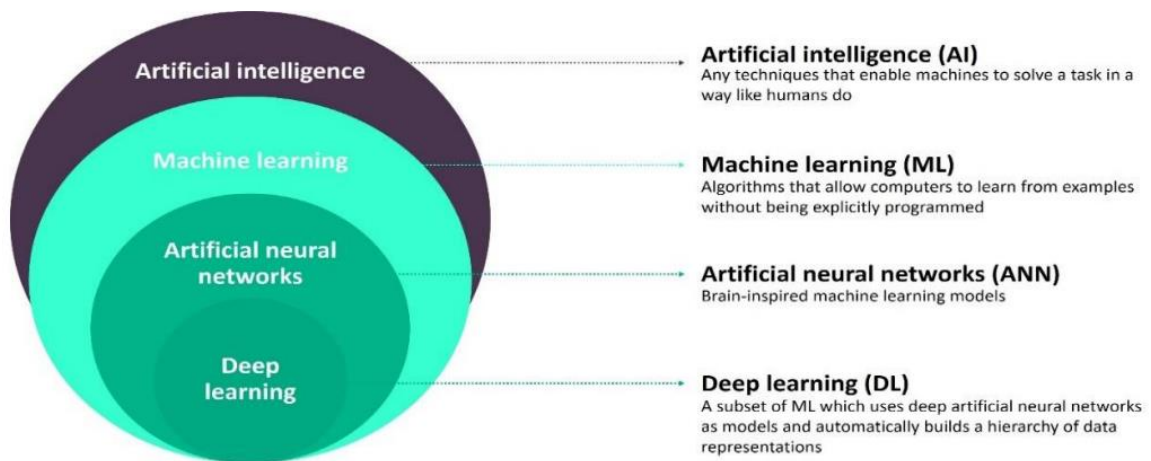 Artificial intelligence
Machine learning
Artificial neural
networks
Deep
learning
Artificial intelligence (AI)
Any techniques that enable machines to solve a task in a
way like humans do
Machine learning (ML)
Algorithms that allow computers to learn from examples
without being explicitly programmed
Artificial neural networks (ANN)
Brain-inspired machine learning models
Deep learning (DL)
A subset of ML which uses deep artificial neural networks
as models and automatically builds a hierarchy of data
representations